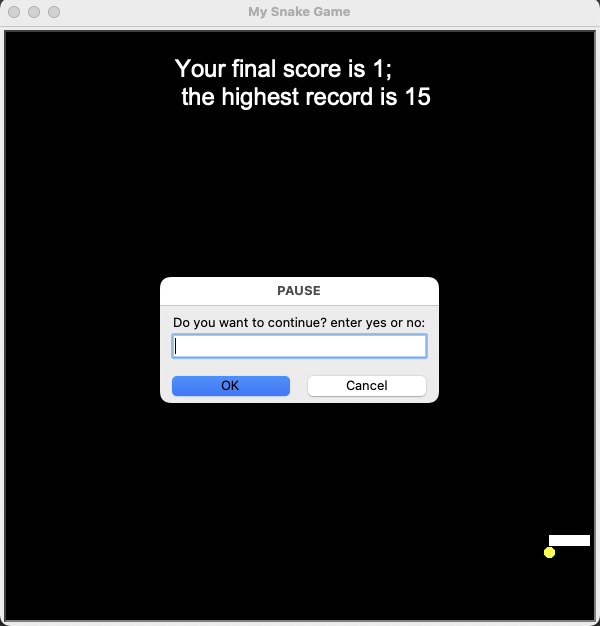 My Snake Game
Your final score is 1;
the highest record is 15
PAUSE
Do you want to continue? enter yes or no:
OK
Cancel